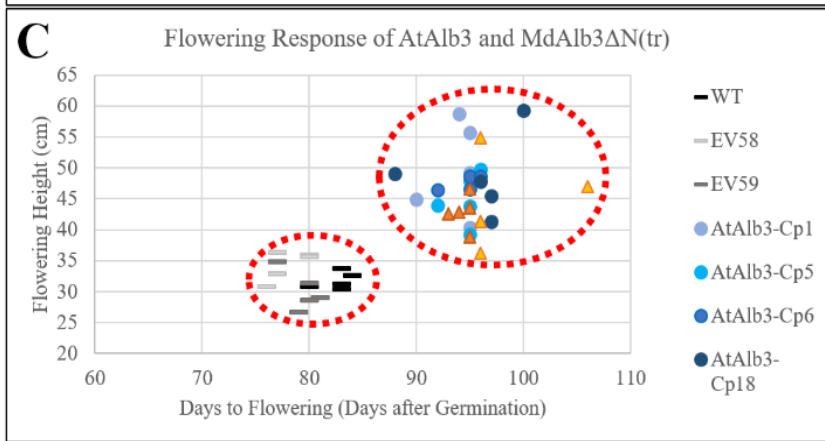 C
Flowering Response of AtAlb3 and MdAlb3ΔN(tr)
65
60
55
50
45
40
35
30
25
20
Flowering Height (cm)
60 70 80 90 100 110
Days to Flowering (Days after Germination)
WT
EV58
EV59
AtAlb3-Cp1
AtAlb3-Cp5
AtAlb3-Cp6
AtAlb3-
Cp18